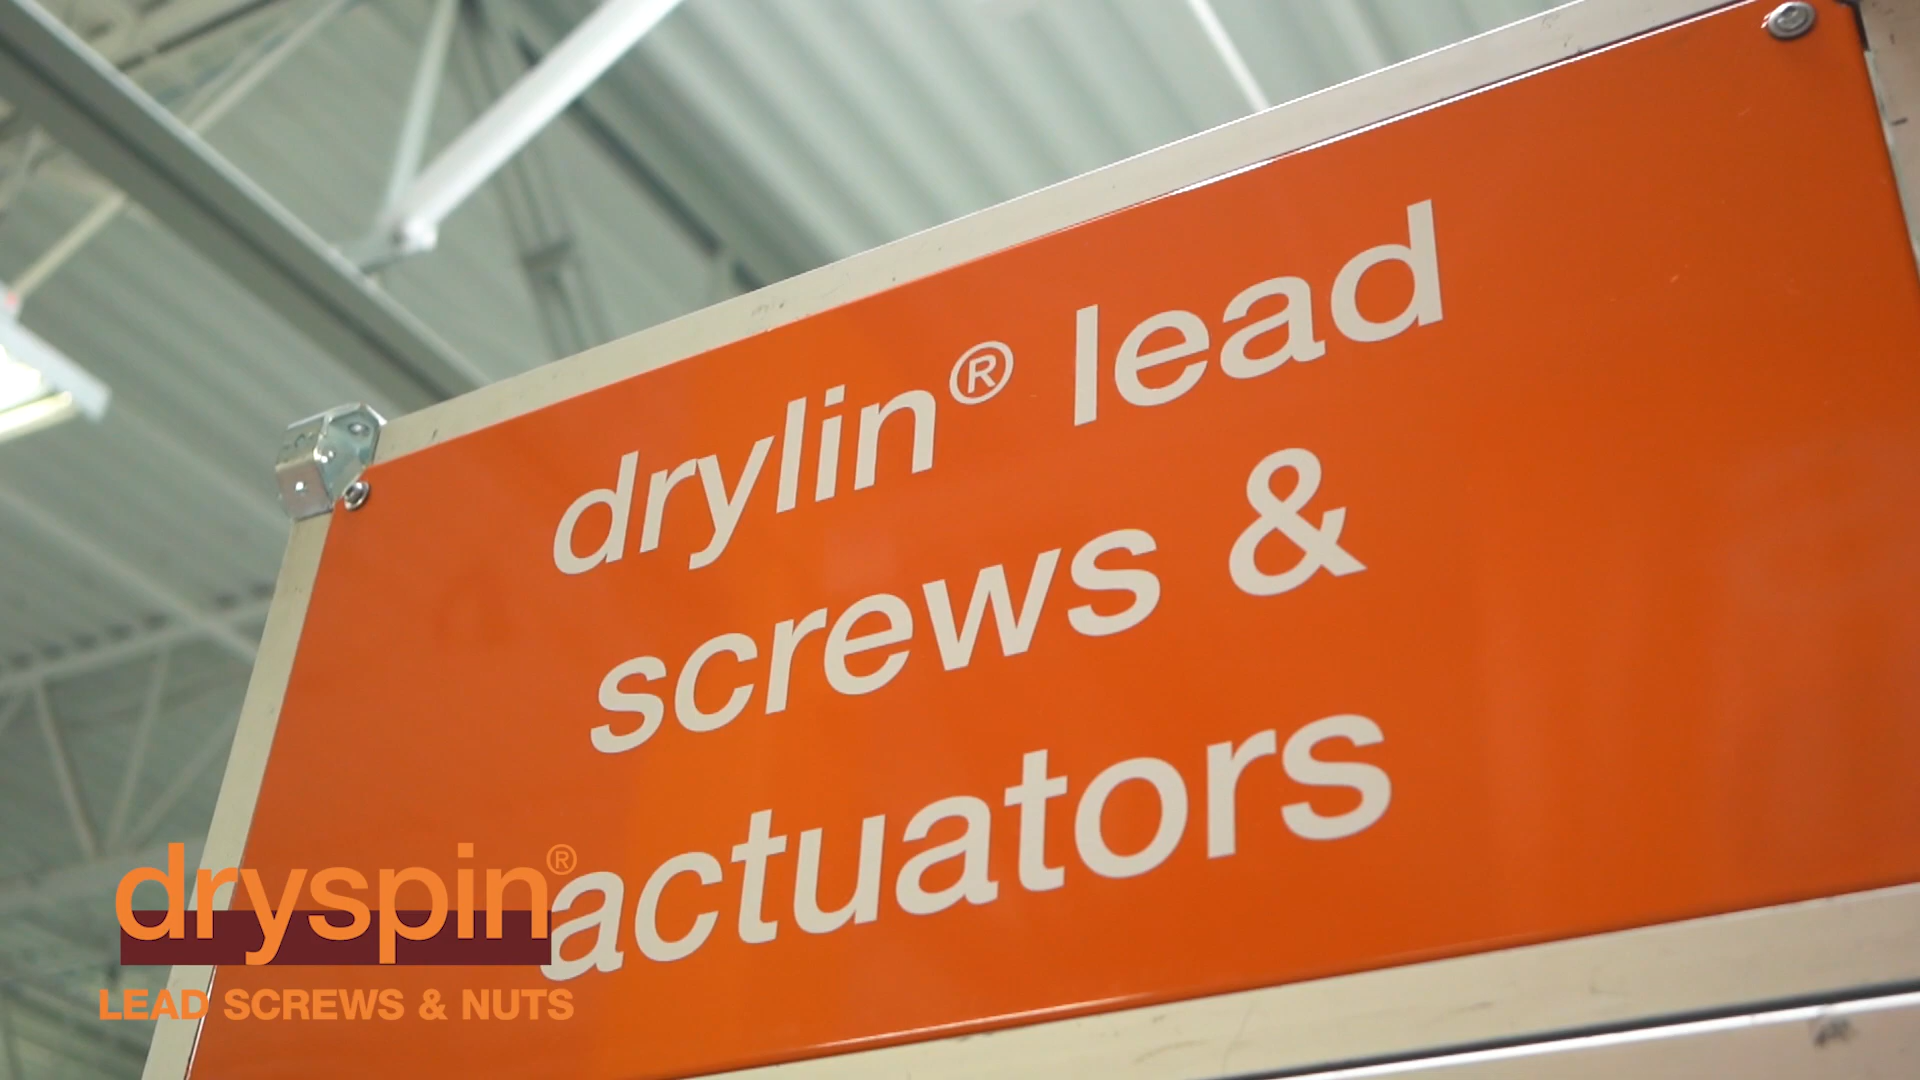 drylin® lead
screws &
actuators
dryspin®
LEAD SCREWS & NUTS